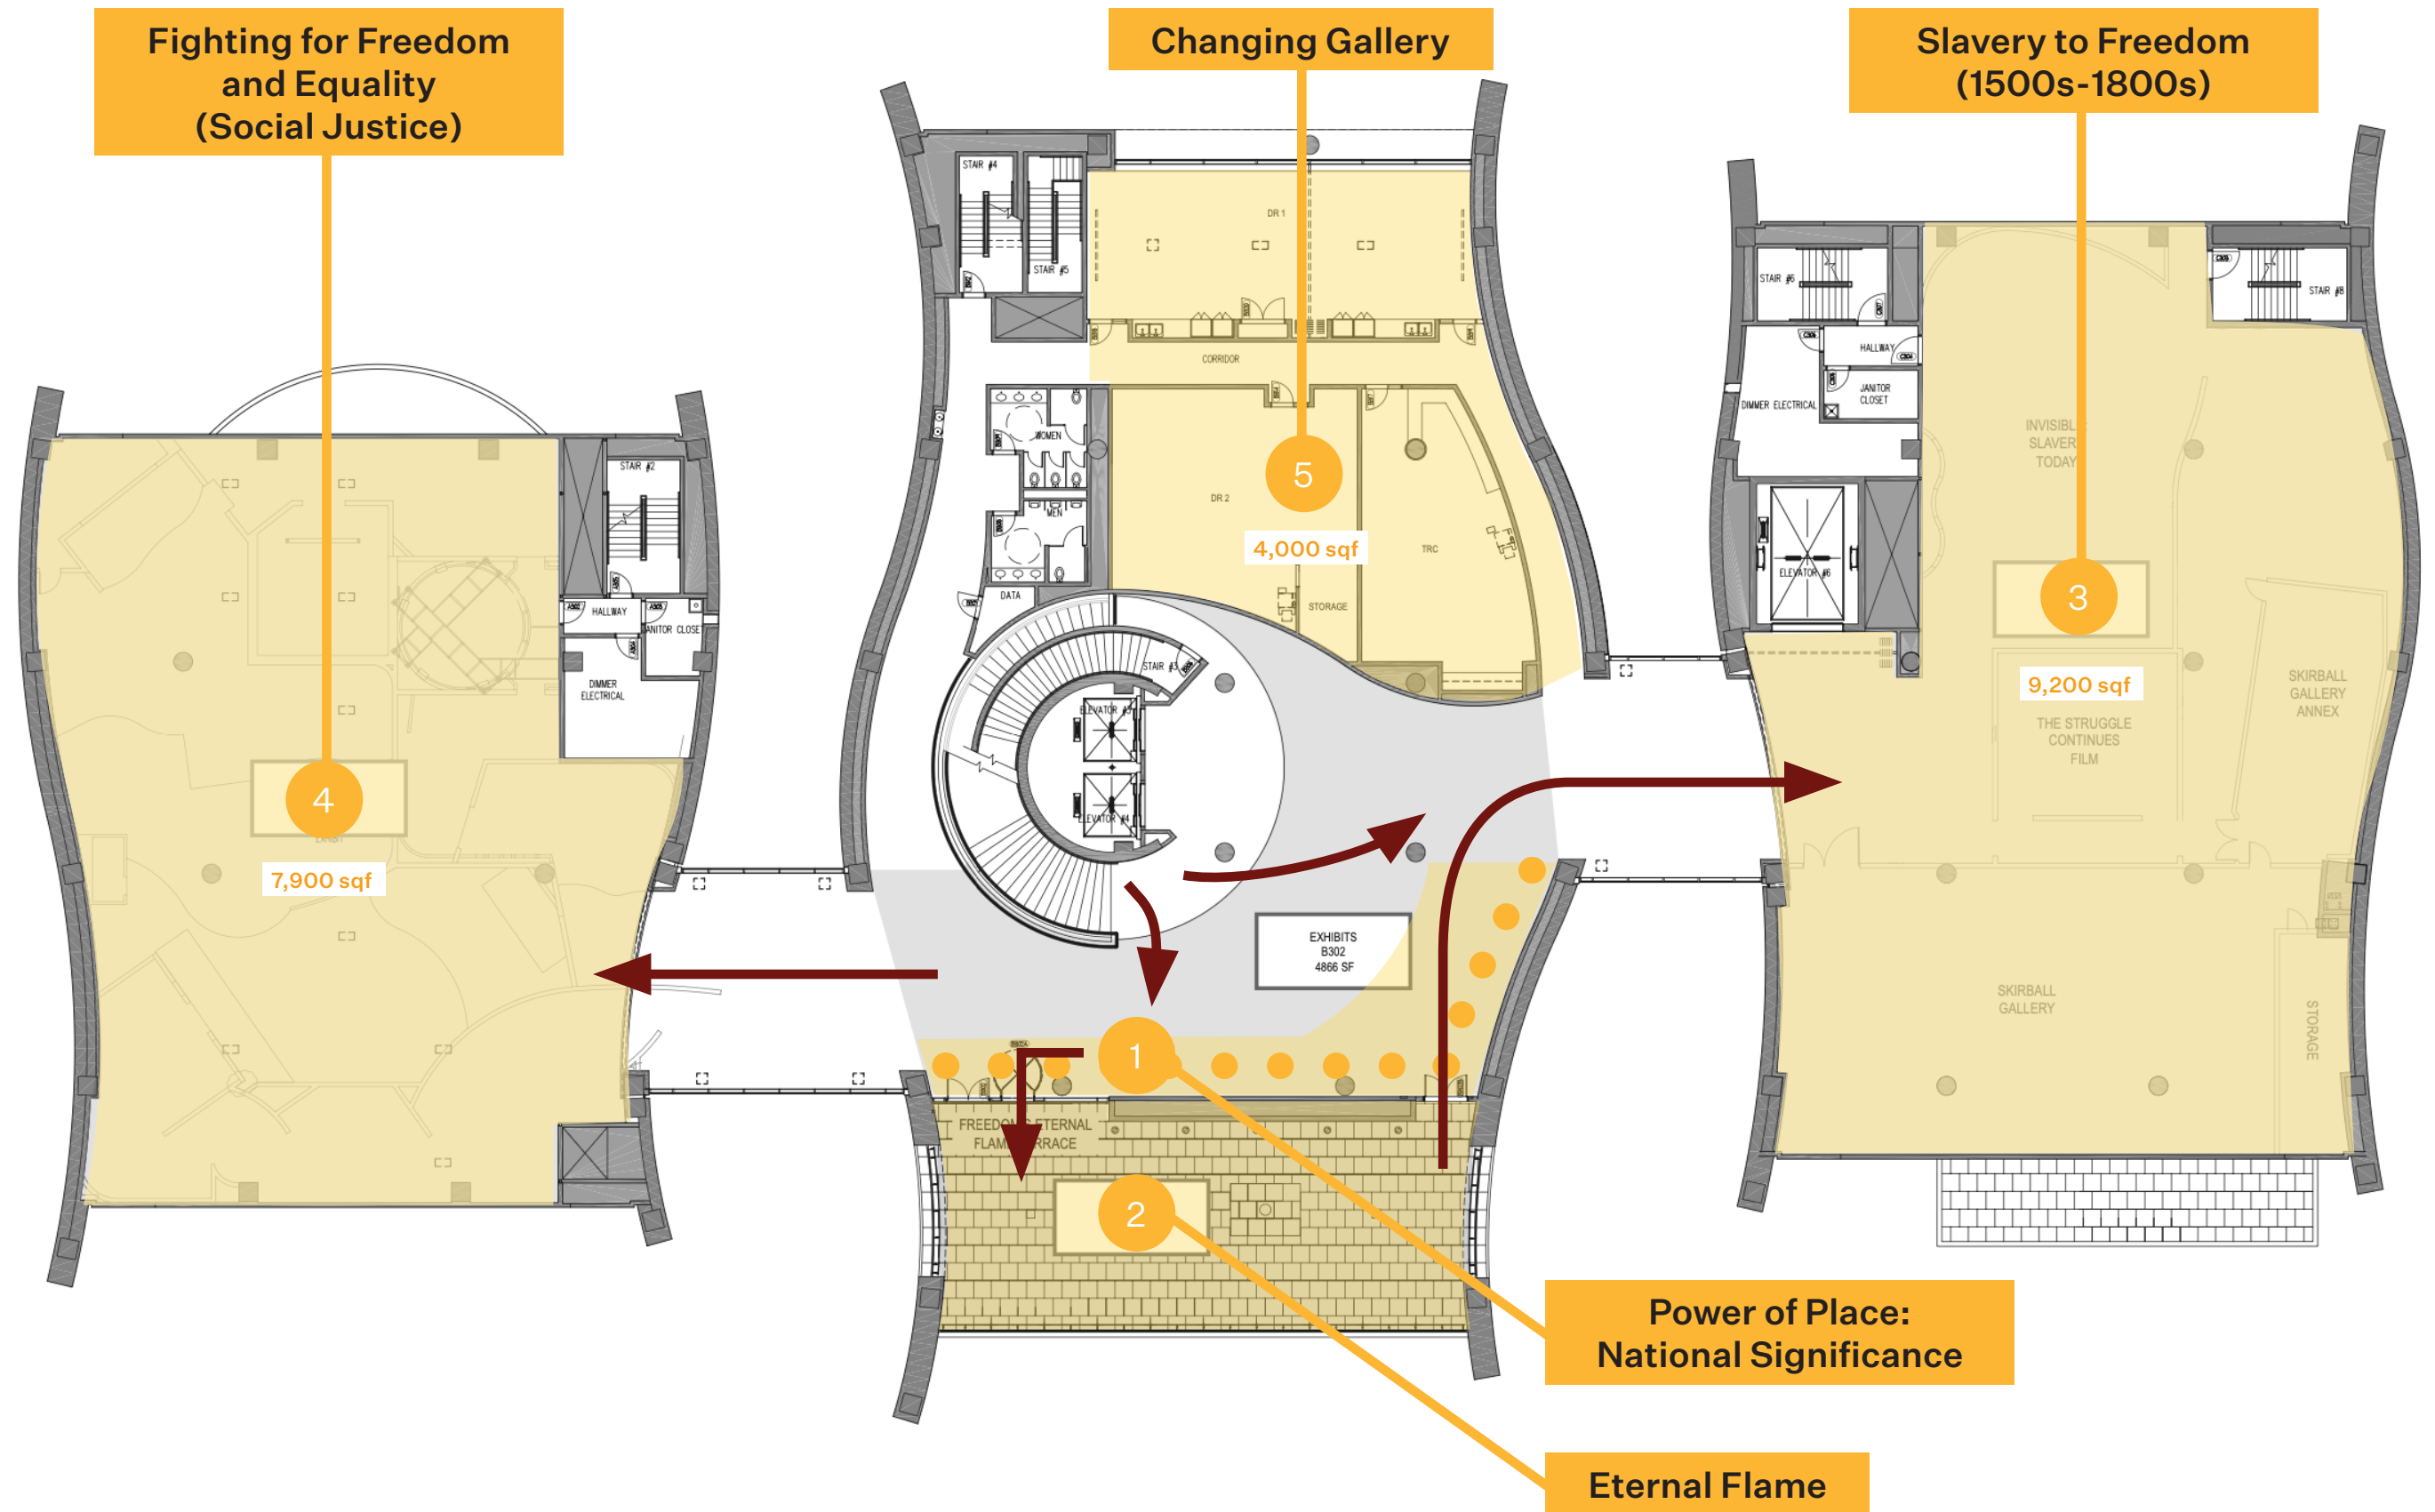 Fighting for Freedom
and Equality
(Social Justice)
Changing Gallery
Slavery to Freedom
(1500s-1800s)
STAIR #4
STAIR #5
DR 1
CORRIDOR
WOMEN
MEN
DATA
DR 2
5
4,000 sqf
STORAGE
TRC
STAIR #3
ELEVATOR #3
ELEVATOR #4
STAIR #2
HALLWAY
JANITOR CLOSET
DIMMER
ELECTRICAL
4
EXHIBIT
7,900 sqf
STAIR #6
STAIR #8
HALLWAY
JANITOR
CLOSET
DIMMER ELECTRICAL
ELEVATOR #6
INVISIBLE
SLAVERY
TODAY
3
9,200 sqf
THE STRUGGLE
CONTINUES
FILM
SKIRBALL
GALLERY
ANNEX
SKIRBALL
GALLERY
STORAGE
EXHIBITS
B302
4866 SF
1
FREEDOM'S ETERNAL
FLAME TERRACE
2
Power of Place:
National Significance
Eternal Flame